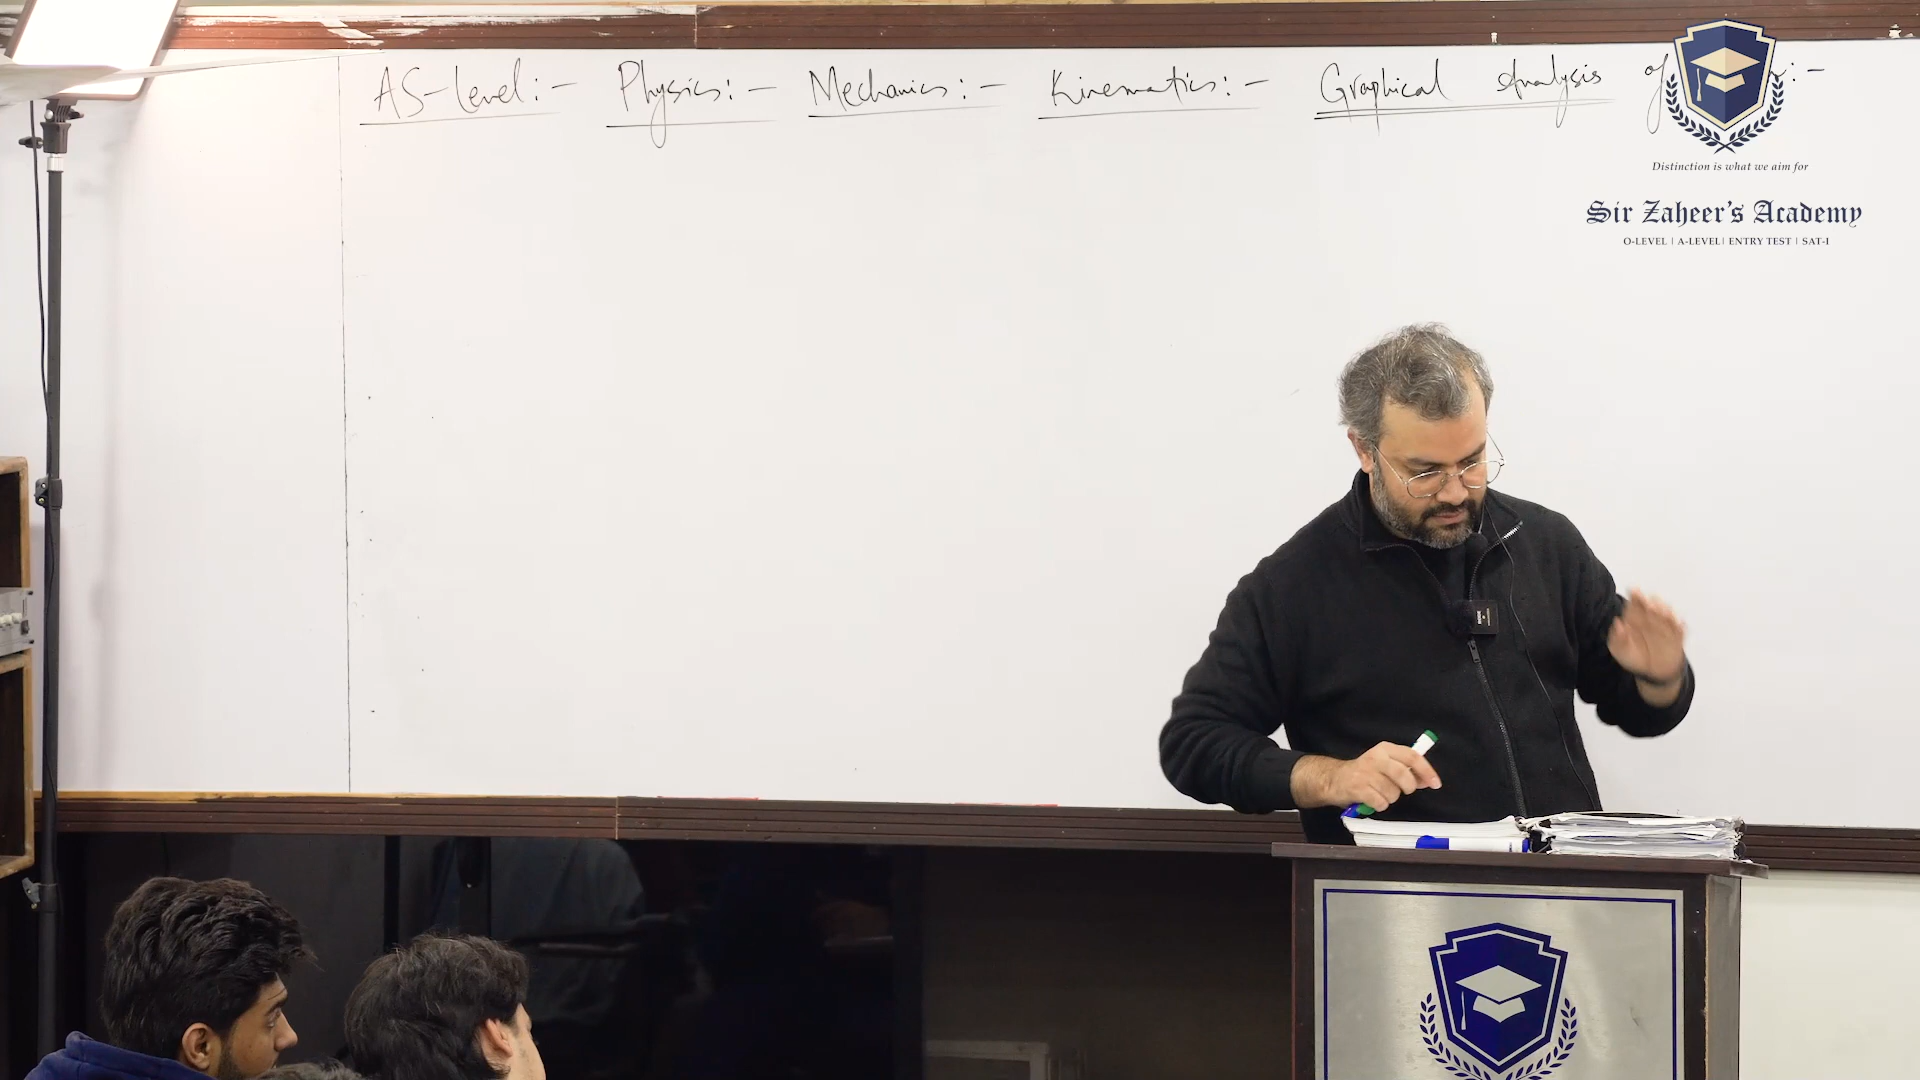 AS-Level:- Physics:- Mechanics:- Kinematics:- Graphical Analysis of :-
Distinction is what we aim for
Sir Zaheer's Academy
O-LEVEL | A-LEVEL | ENTRY TEST | SAT-I